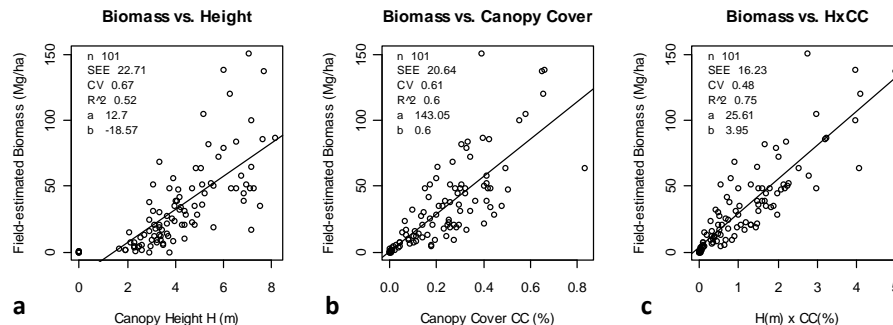 Biomass vs. Height
n 101
SEE 22.71
CV 0.67
R^2 0.52
a 12.7
b -18.57
Field-estimated Biomass (Mg/ha)
150
100
50
0
0 2 4 6 8
Canopy Height H (m)
a
Biomass vs. Canopy Cover
n 101
SEE 20.64
CV 0.61
R^2 0.6
a 143.05
b 0.6
Field-estimated Biomass (Mg/ha)
150
100
50
0
0.0 0.2 0.4 0.6 0.8
Canopy Cover CC (%)
b
Biomass vs. HxCC
n 101
SEE 16.23
CV 0.48
R^2 0.75
a 25.61
b 3.95
Field-estimated Biomass (Mg/ha)
150
100
50
0
0 1 2 3 4 5
H(m) x CC(%)
c